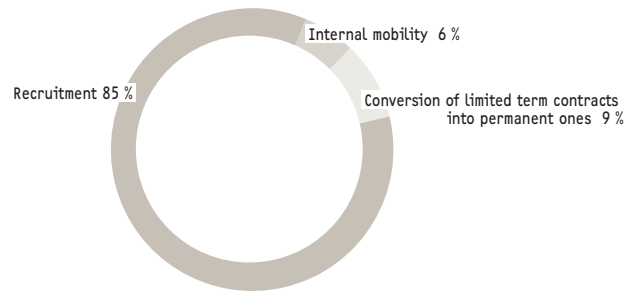 Internal mobility 6 %
Recruitment 85 %
Conversion of limited term contracts
into permanent ones 9 %